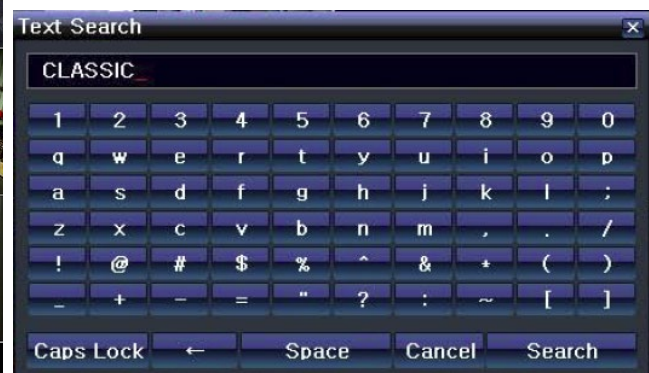 Text Search
CLASSIC_
1 2 3 4 5 6 7 8 9 0
q w e r t y u i o p
a s d f g h j k l ;
z x c v b n m , . /
! @ # $ % ^ & * ( )
_ + - = " ? : ~ [ ]
Caps Lock ← Space Cancel Search